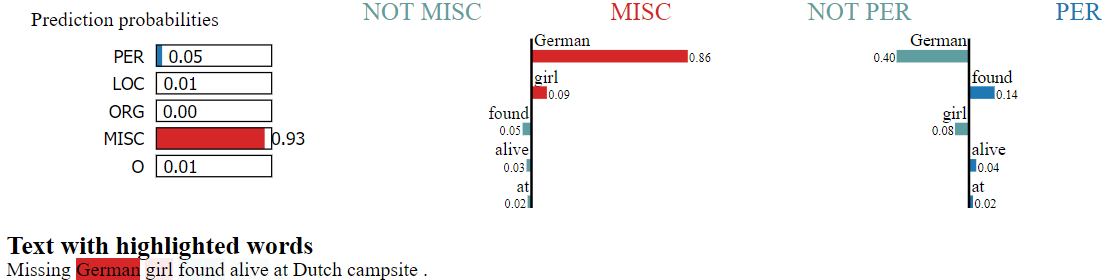 Prediction probabilities
PER 0.05
LOC 0.01
ORG 0.00
MISC 0.93
O 0.01
NOT MISC MISC
German
0.86
girl
0.09
found
0.05
alive
0.03
at
0.02
NOT PER PER
German
0.40
found
0.14
girl
0.08
alive
0.04
at
0.02
Text with highlighted words
Missing German girl found alive at Dutch campsite .